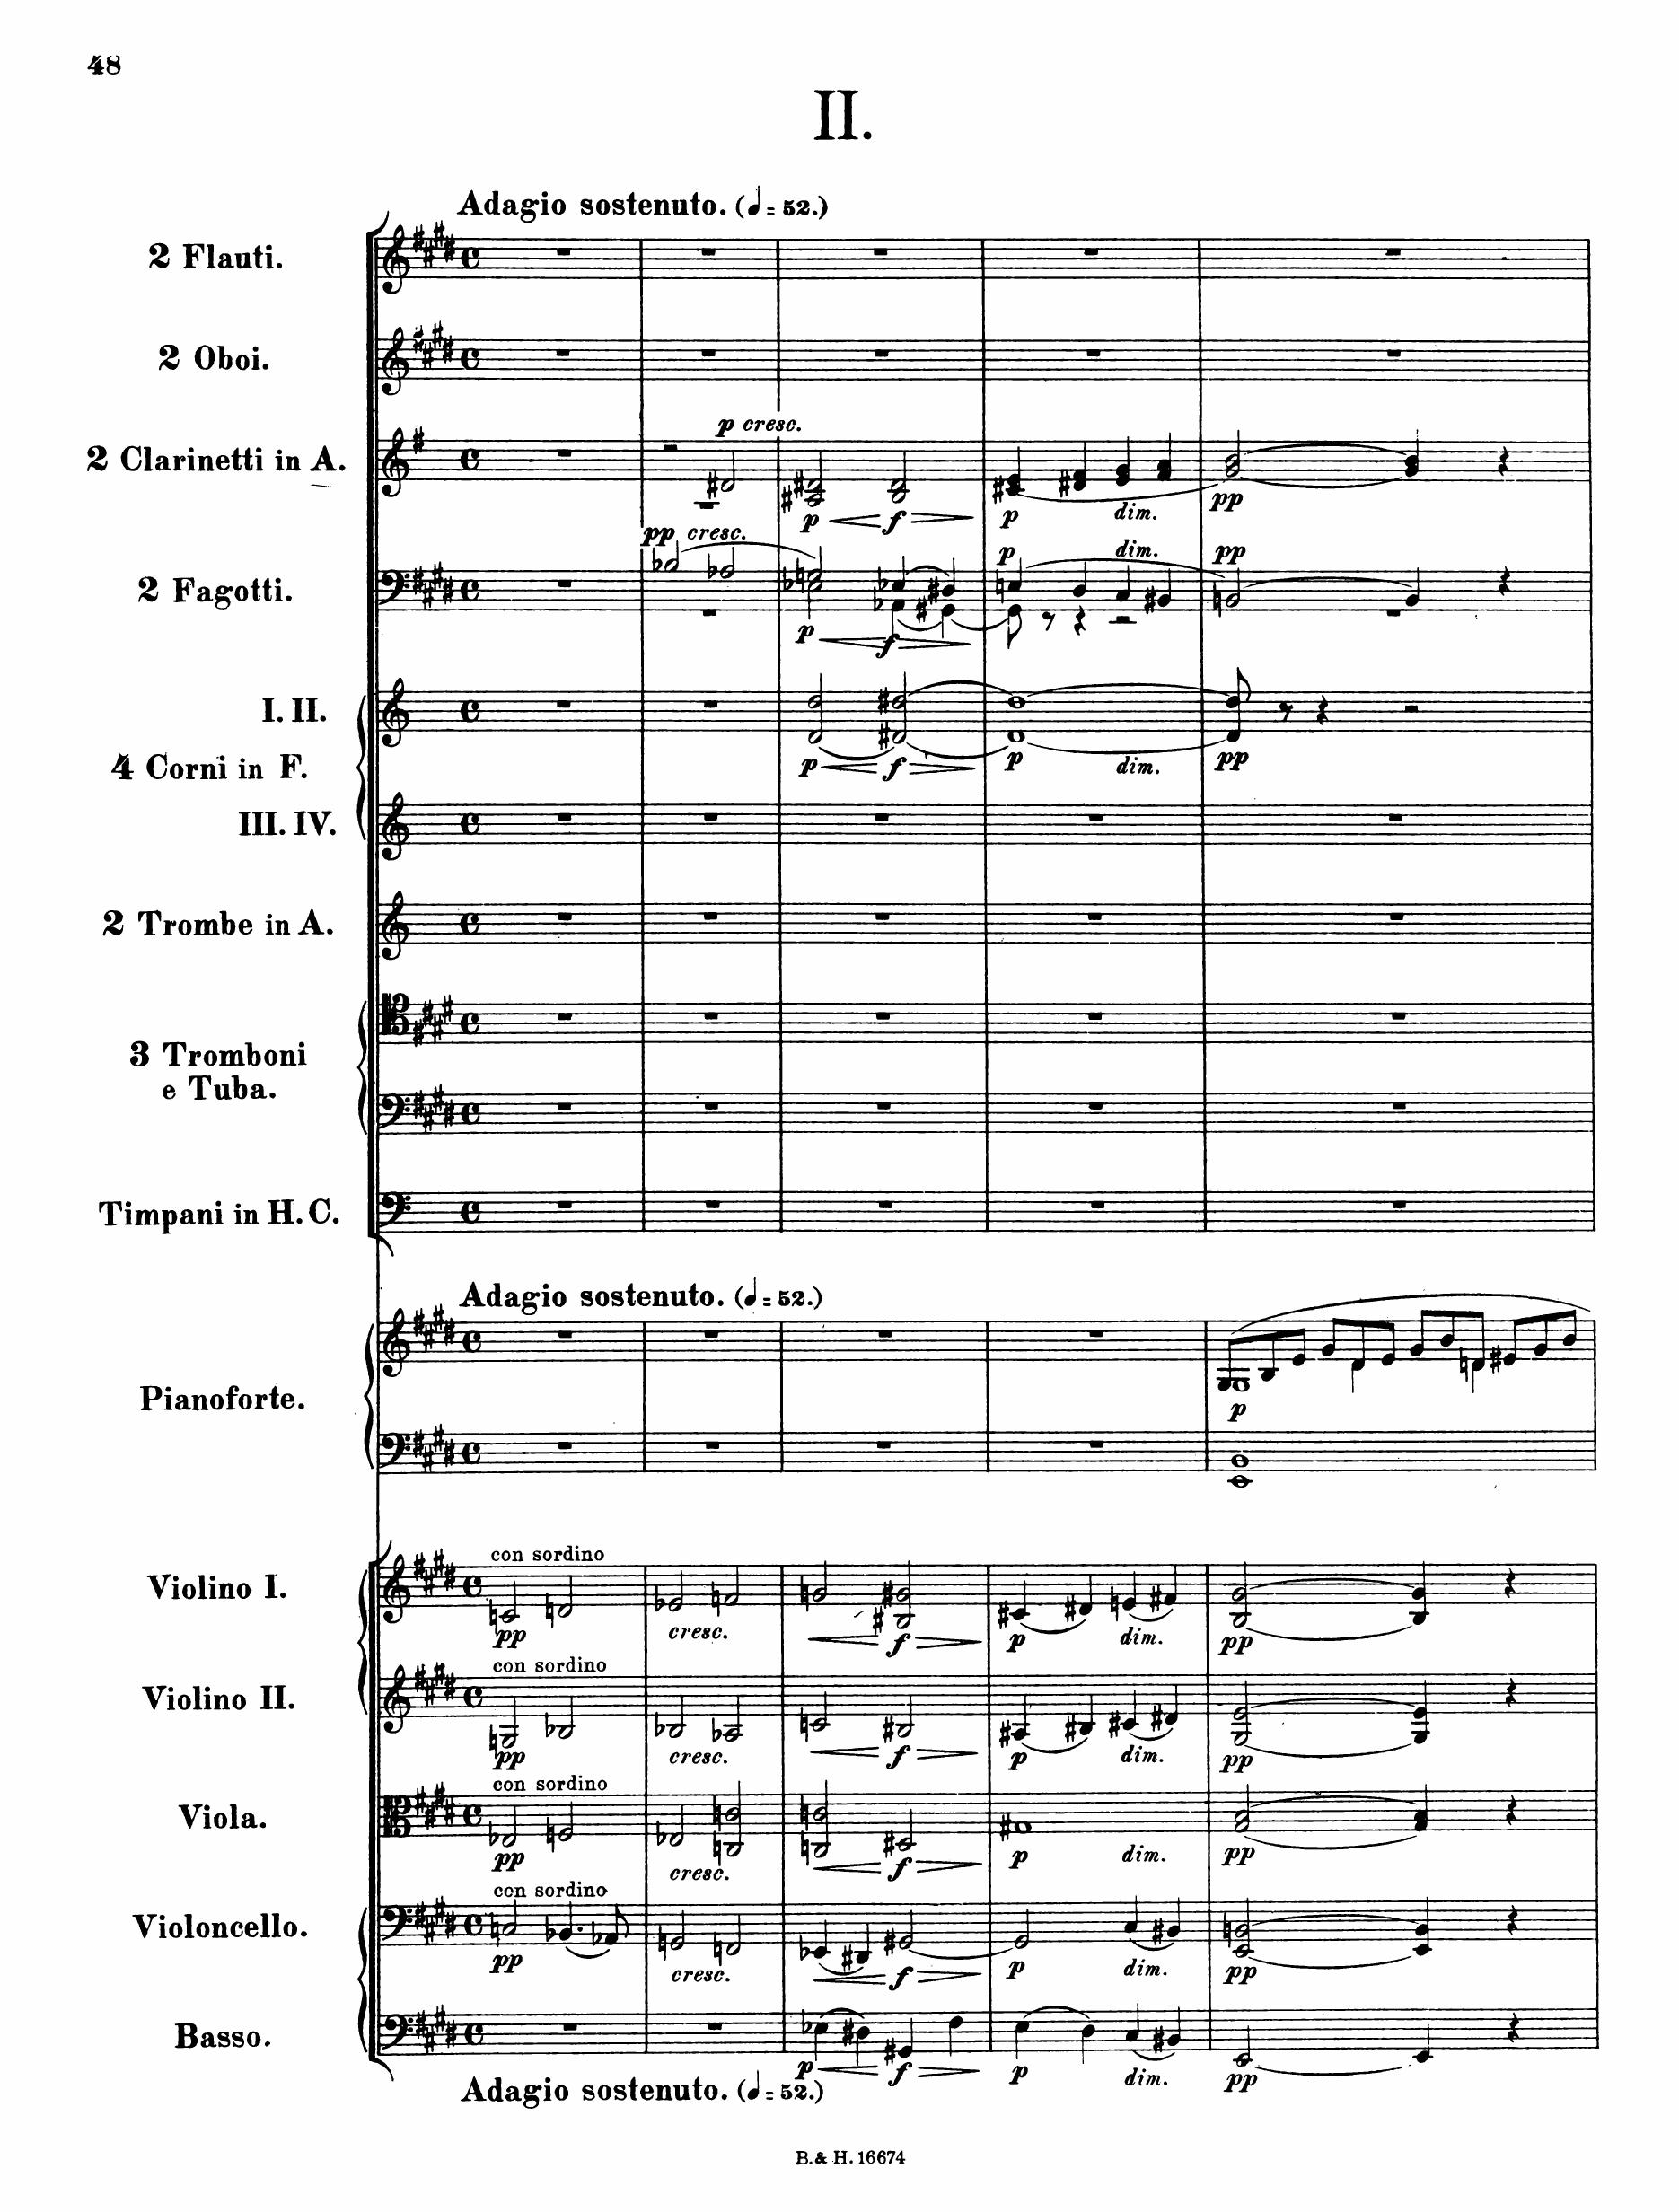 48
II.
Adagio sostenuto. (♩=52.)
2 Flauti.
2 Oboi.
p cresc.
2 Clarinetti in A.
p f p dim. pp
pp cresc. p dim. pp
2 Fagotti.
p f
I. II.
4 Corni in F.
p f p dim. pp
III. IV.
2 Trombe in A.
3 Tromboni
e Tuba.
Timpani in H. C.
Adagio sostenuto. (♩=52.)
Pianoforte.
p
con sordino
Violino I.
pp cresc. f p dim. pp
con sordino
Violino II.
pp cresc. f p dim. pp
con sordino
Viola.
pp cresc. f p dim. pp
con sordino
Violoncello.
pp cresc. f p dim. pp
Basso.
p f p dim. pp
Adagio sostenuto. (♩=52.)
B. & H. 16674